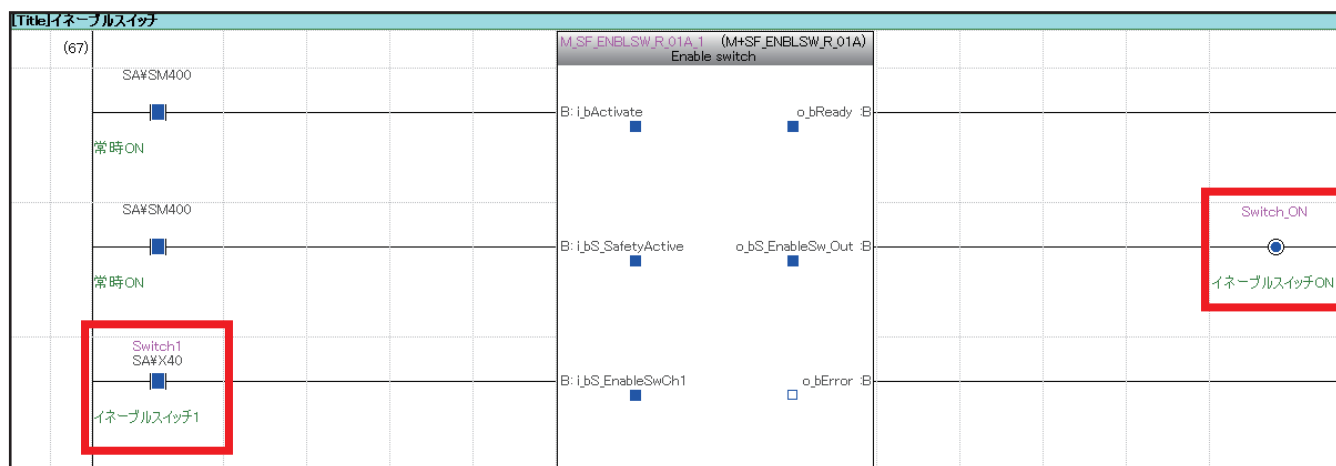 [Title]イネーブルスイッチ
(67)
M_SF_ENBLSW_R_01A_1 (M+SF_ENBLSW_R_01A)
Enable switch
SA¥SM400
B: i_bActivate
o_bReady :B
常時ON
SA¥SM400
Switch_ON
B: i_bS_SafetyActive
o_bS_EnableSw_Out :B
常時ON
イネーブルスイッチON
Switch1
SA¥X40
B: i_bS_EnableSwCh1
o_bError :B
イネーブルスイッチ1